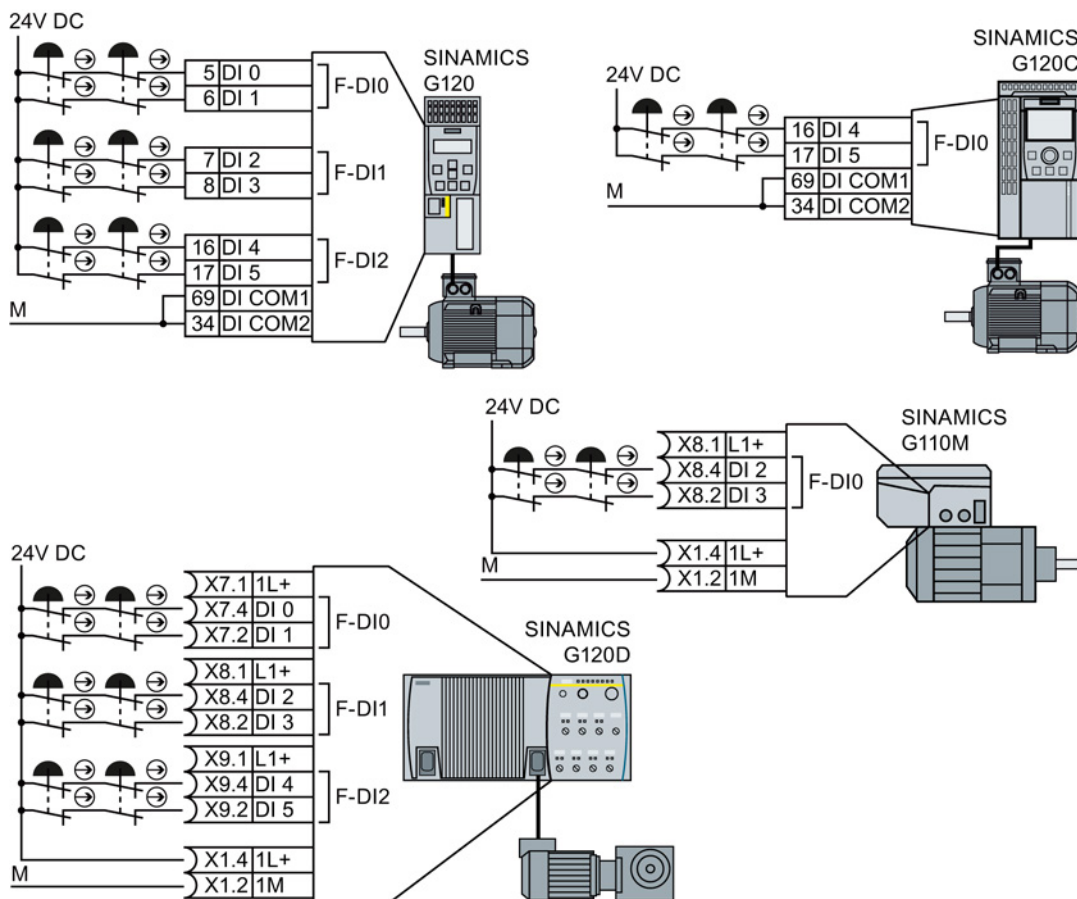 24V DC
5 DI 0
6 DI 1
F-DI0
7 DI 2
8 DI 3
F-DI1
16 DI 4
17 DI 5
F-DI2
69 DI COM1
34 DI COM2
M
SINAMICS
G120
24V DC
16 DI 4
17 DI 5
F-DI0
69 DI COM1
34 DI COM2
M
SINAMICS
G120C
24V DC
X8.1 L1+
X8.4 DI 2
X8.2 DI 3
F-DI0
X1.4 1L+
M
X1.2 1M
SINAMICS
G110M
24V DC
X7.1 1L+
X7.4 DI 0
X7.2 DI 1
F-DI0
X8.1 L1+
X8.4 DI 2
X8.2 DI 3
F-DI1
X9.1 L1+
X9.4 DI 4
X9.2 DI 5
F-DI2
X1.4 1L+
M
X1.2 1M
SINAMICS
G120D